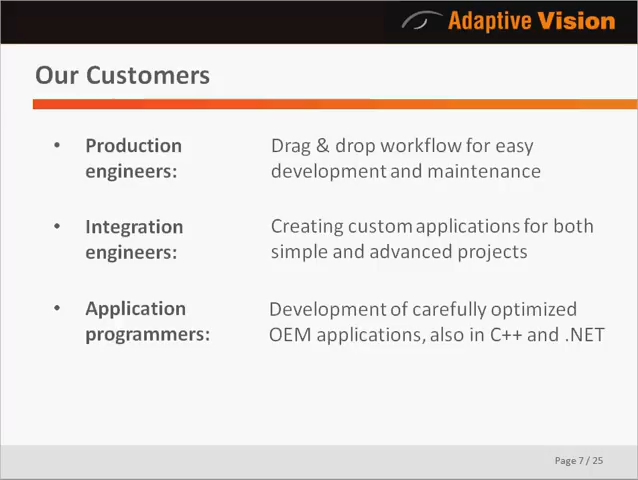 Adaptive Vision
Our Customers
• Production engineers:
Drag & drop workflow for easy
development and maintenance
• Integration engineers:
Creating custom applications for both
simple and advanced projects
• Application programmers:
Development of carefully optimized
OEM applications, also in C++ and .NET
Page 7 / 25